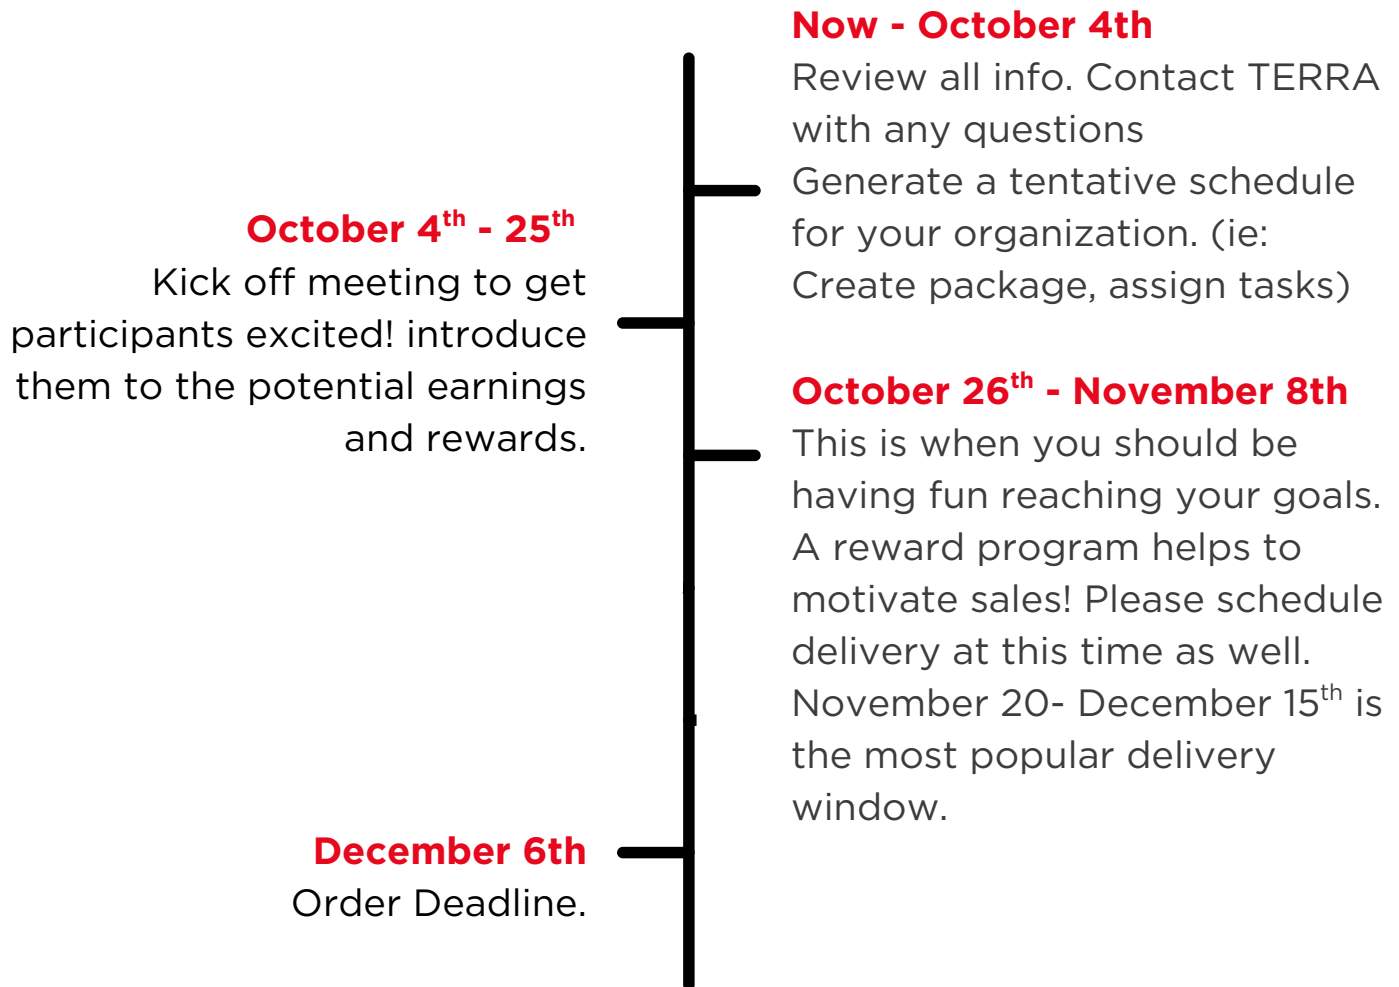 Now - October 4th
Review all info. Contact TERRA
with any questions
Generate a tentative schedule
for your organization. (ie:
Create package, assign tasks)
October 4th - 25th
Kick off meeting to get
participants excited! introduce
them to the potential earnings
and rewards.
October 26th - November 8th
This is when you should be
having fun reaching your goals.
A reward program helps to
motivate sales! Please schedule
delivery at this time as well.
November 20- December 15th is
the most popular delivery
window.
December 6th
Order Deadline.